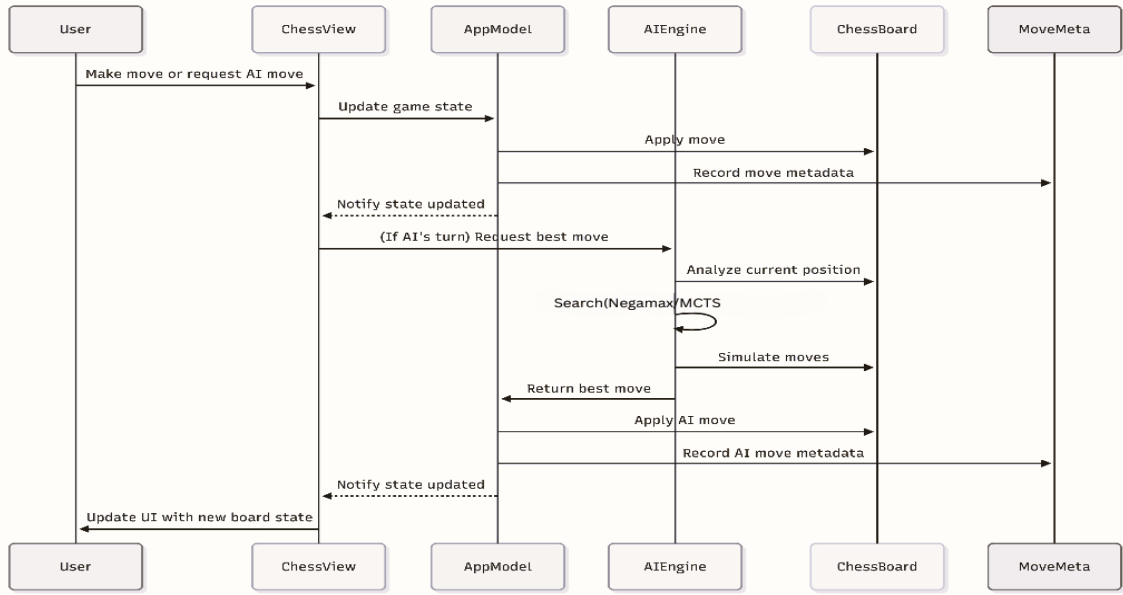 User
ChessView
AppModel
AIEngine
ChessBoard
MoveMeta
Make move or request AI move
Update game state
Apply move
Record move metadata
Notify state updated
(If AI's turn) Request best move
Analyze current position
Search(Negamax/MCTS
Simulate moves
Return best move
Apply AI move
Record AI move metadata
Notify state updated
Update UI with new board state
User
ChessView
AppModel
AIEngine
ChessBoard
MoveMeta